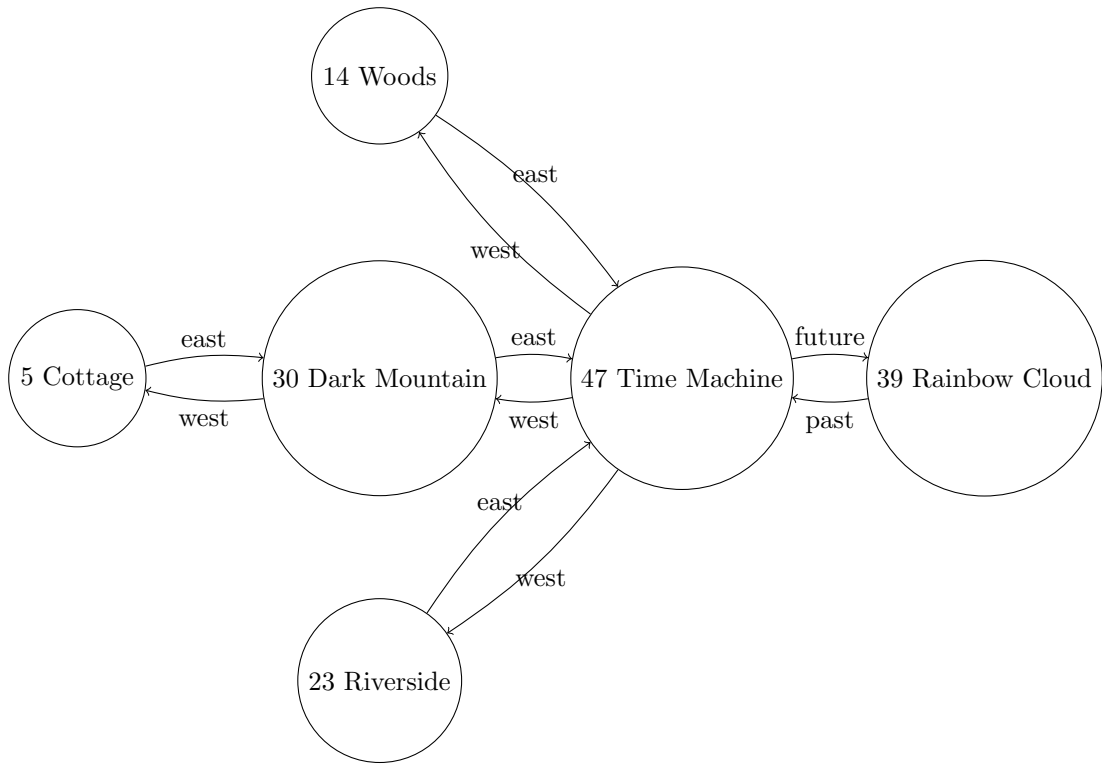 14 Woods
east
west
east
east
future
5 Cottage
30 Dark Mountain
47 Time Machine
39 Rainbow Cloud
west
west
past
east
west
23 Riverside